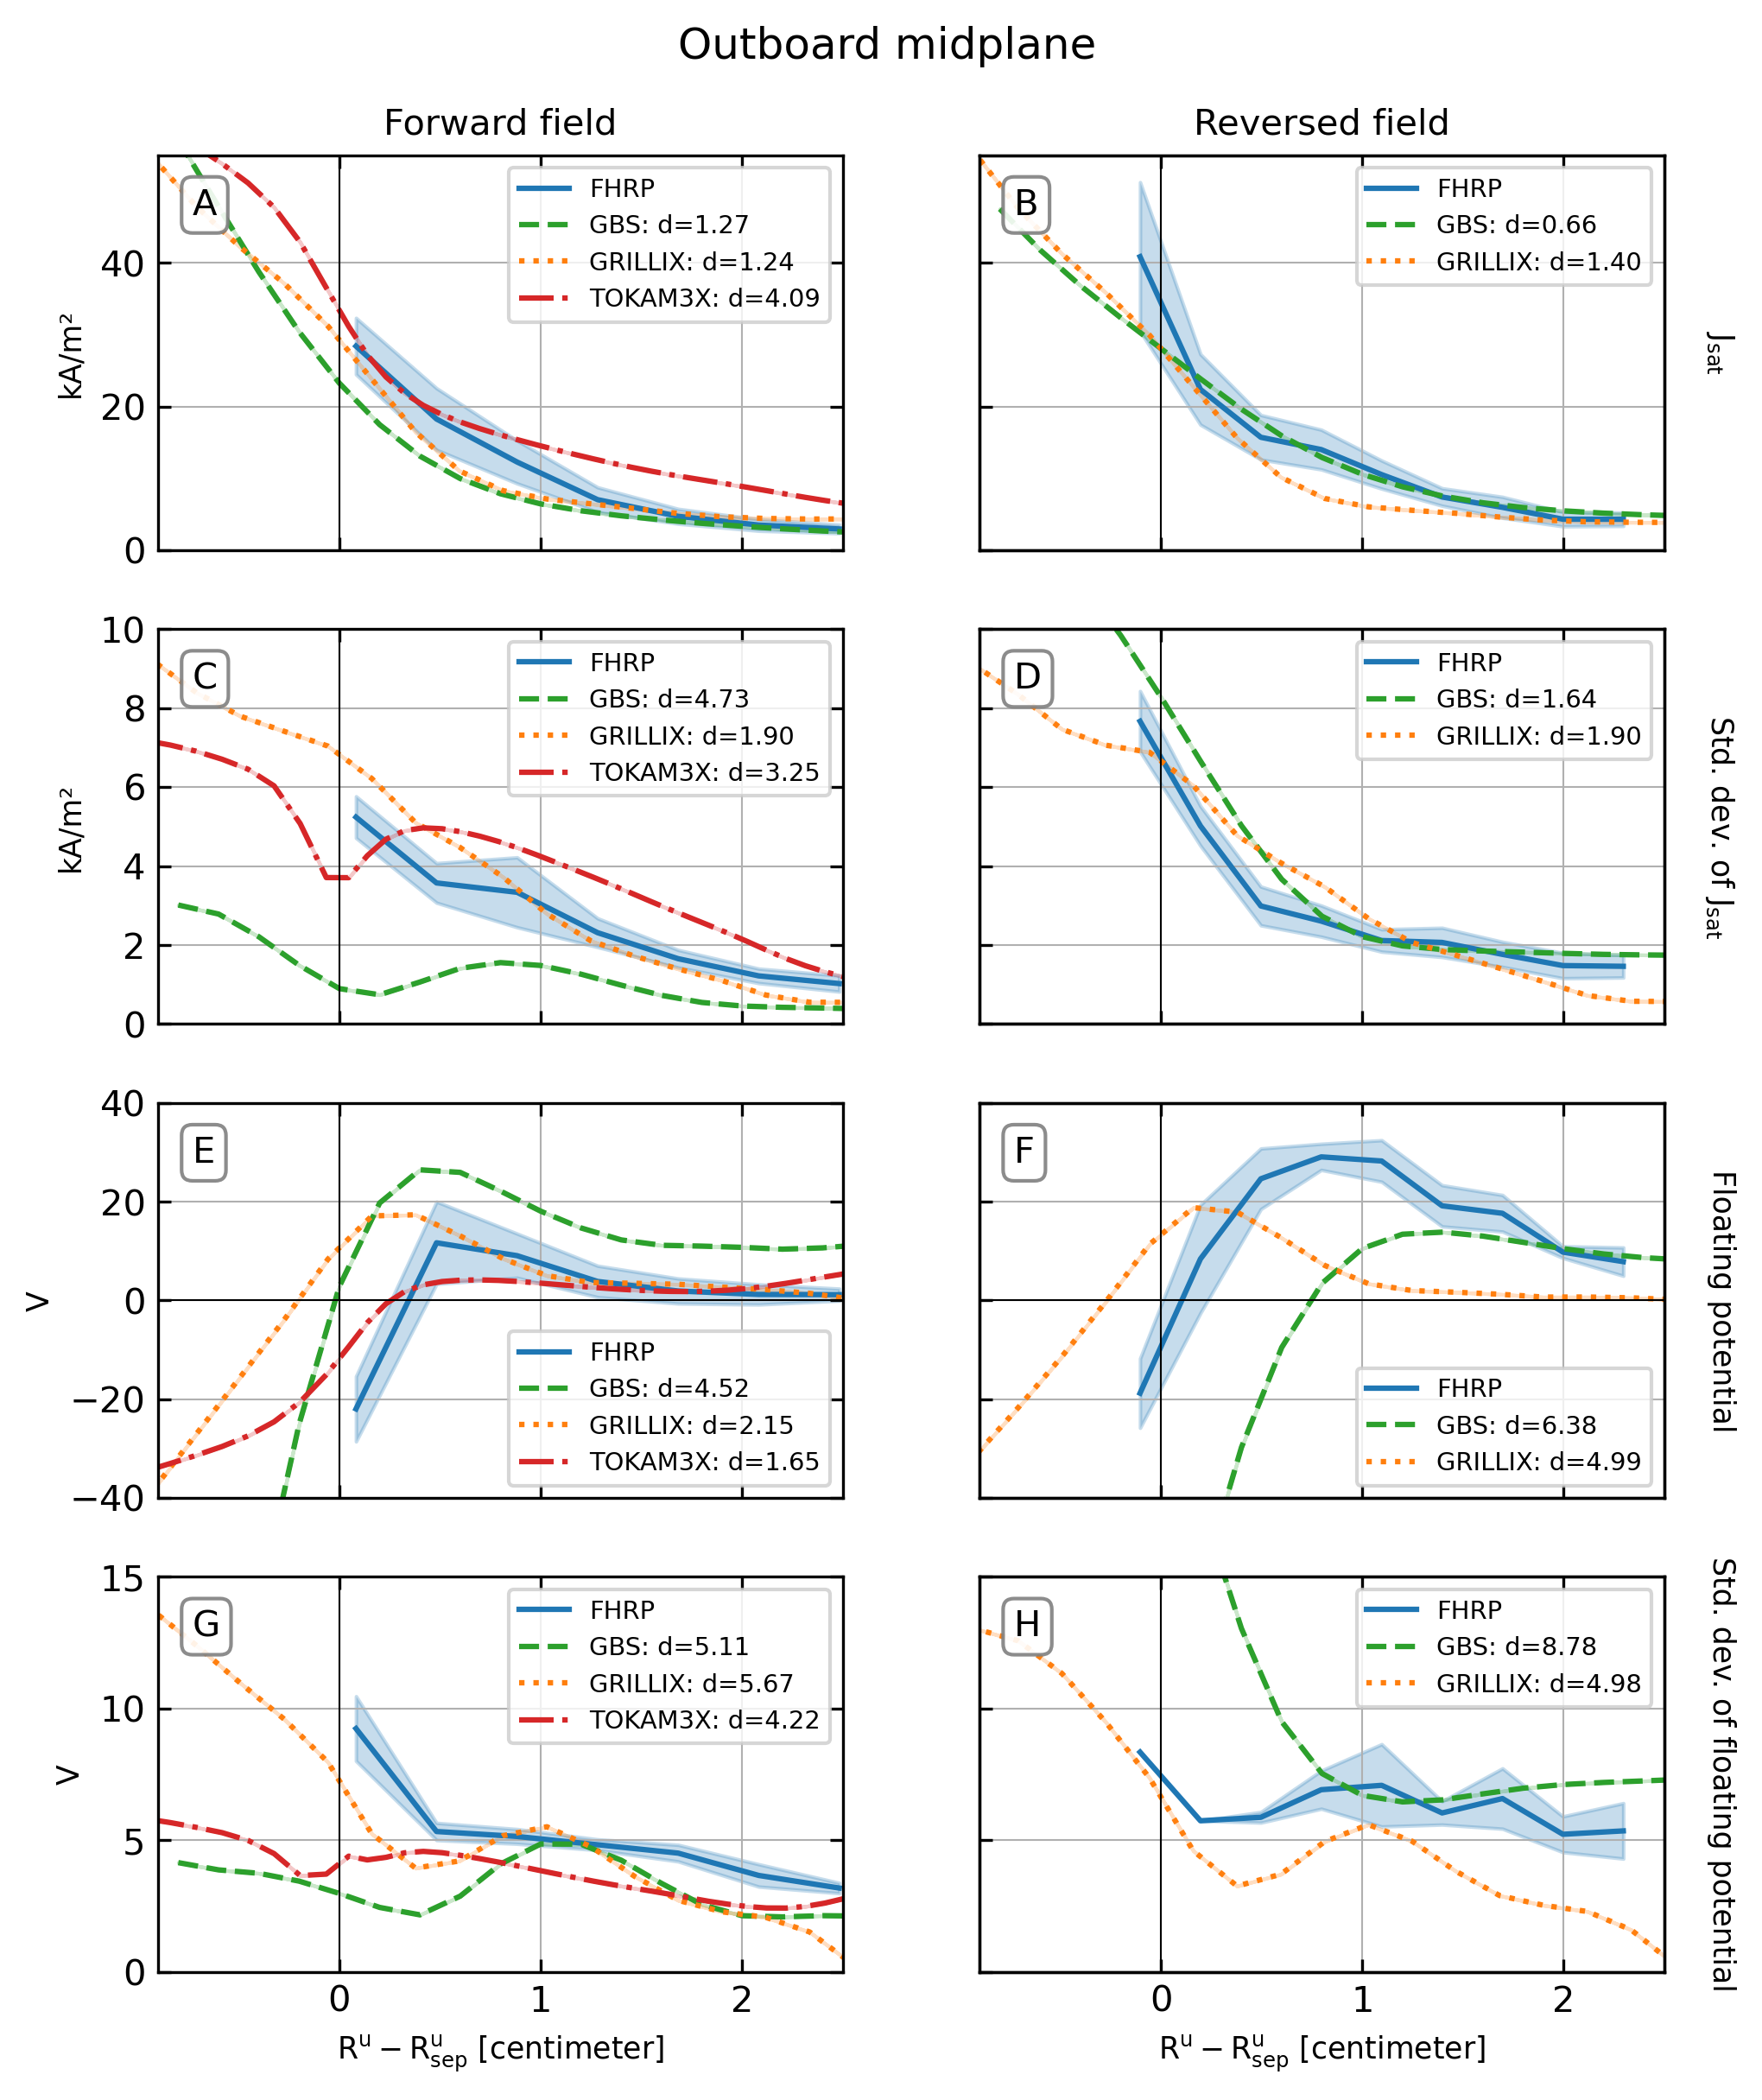 Outboard midplane
Forward field
Reversed field
A
FHRP
GBS: d=1.27
GRILLIX: d=1.24
TOKAM3X: d=4.09
40
20
0
kA/m²
B
FHRP
GBS: d=0.66
GRILLIX: d=1.40
Jsat
C
FHRP
GBS: d=4.73
GRILLIX: d=1.90
TOKAM3X: d=3.25
10
8
6
4
2
0
kA/m²
D
FHRP
GBS: d=1.64
GRILLIX: d=1.90
Std. dev. of Jsat
E
FHRP
GBS: d=4.52
GRILLIX: d=2.15
TOKAM3X: d=1.65
40
20
0
−20
−40
V
F
FHRP
GBS: d=6.38
GRILLIX: d=4.99
Floating potential
G
FHRP
GBS: d=5.11
GRILLIX: d=5.67
TOKAM3X: d=4.22
15
10
5
0
V
H
FHRP
GBS: d=8.78
GRILLIX: d=4.98
Std. dev. of floating potential
0 1 2
0 1 2
Rᵘ − Rᵘsep [centimeter]
Rᵘ − Rᵘsep [centimeter]